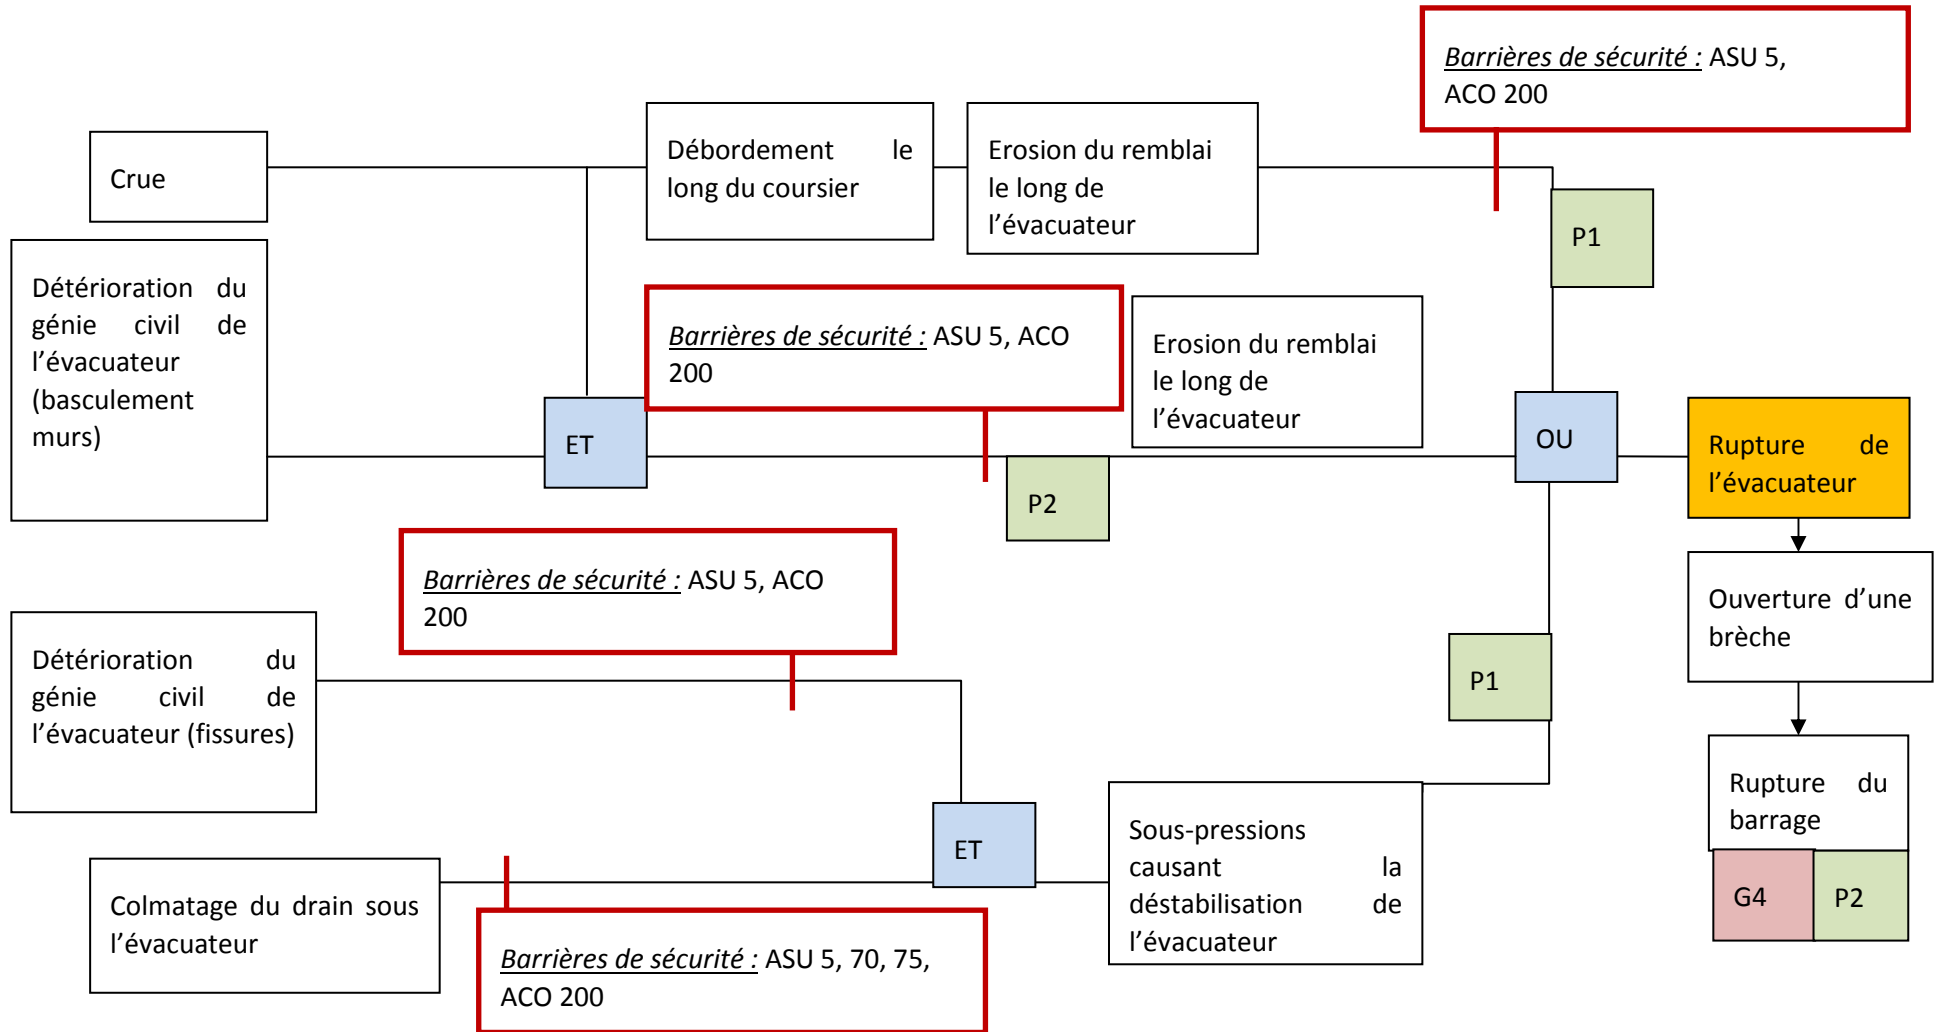 Barrières de sécurité : ASU 5,
ACO 200
Crue
Débordement le
long du coursier
Erosion du remblai
le long de
l’évacuateur
P1
Détérioration du
génie civil de
l’évacuateur
(basculement
murs)
Barrières de sécurité : ASU 5, ACO
200
Erosion du remblai
le long de
l’évacuateur
ET
P2
OU
Rupture de
l’évacuateur
Barrières de sécurité : ASU 5, ACO
200
Ouverture d’une
brèche
Détérioration du
génie civil de
l’évacuateur (fissures)
P1
Rupture du
barrage
G4
P2
ET
Sous-pressions
causant la
déstabilisation de
l’évacuateur
Colmatage du drain sous
l’évacuateur
Barrières de sécurité : ASU 5, 70, 75,
ACO 200